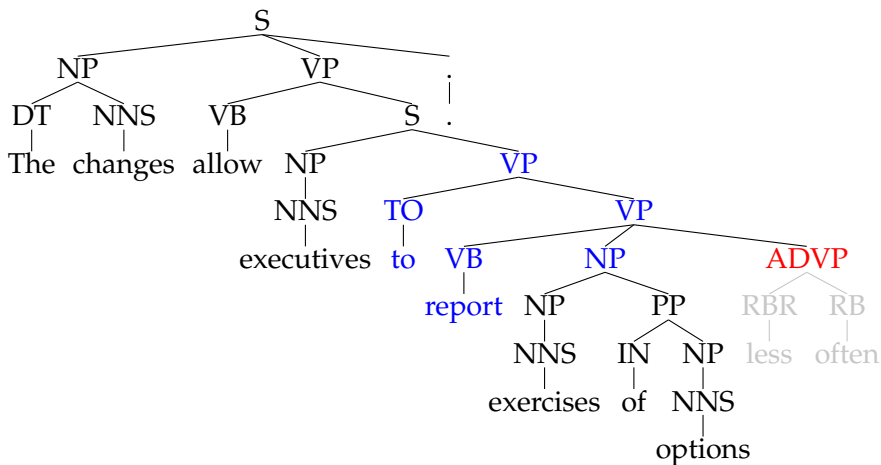 S
NP VP .
DT NNS VB S .
The changes allow NP VP
NNS TO VP
executives to VB NP ADVP
report NP PP RBR RB
NNS IN NP less often
exercises of NNS
options